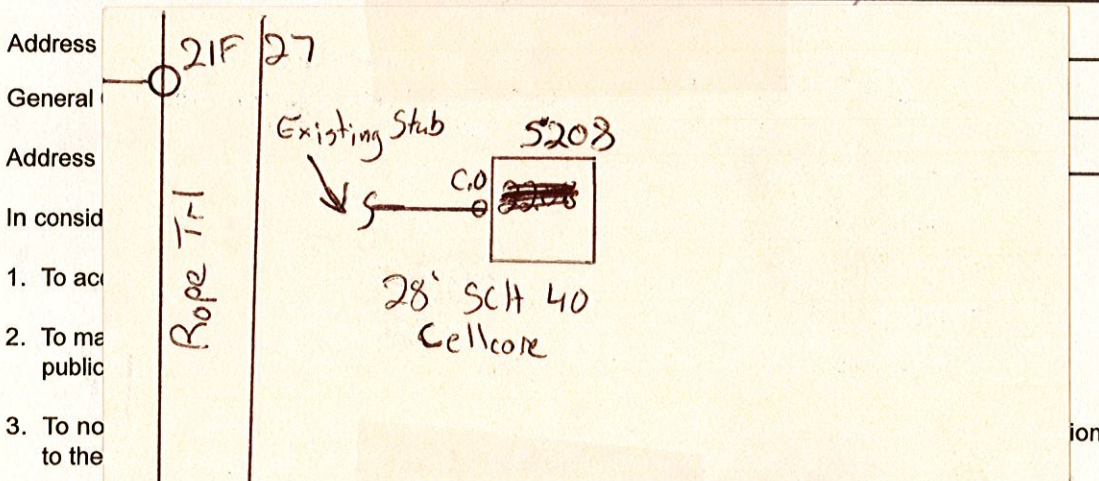 Address
General
Address
In consid
1. To acc
2. To ma
public
3. To no
to the
21F 27
Existing Stub
5208
C.O
Rope Trl
28' SCH 40
Cellcore
ion